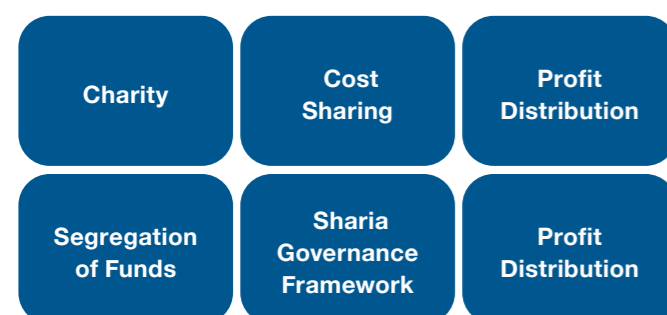 Charity
Cost
Sharing
Profit
Distribution
Segregation
of Funds
Sharia
Governance
Framework
Profit
Distribution